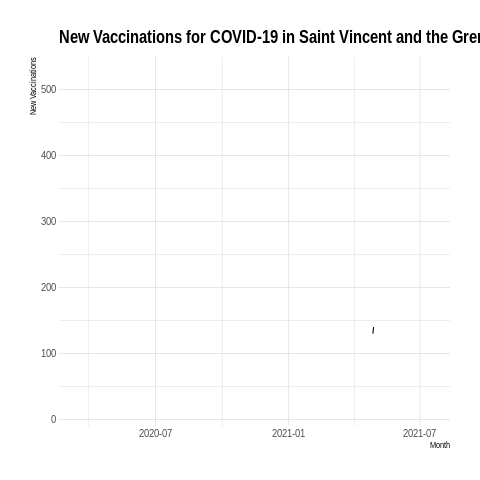 New Vaccinations for COVID-19 in Saint Vincent and the Gre
New Vaccinations
500
400
300
200
100
0
2020-07 2021-01 2021-07
Month